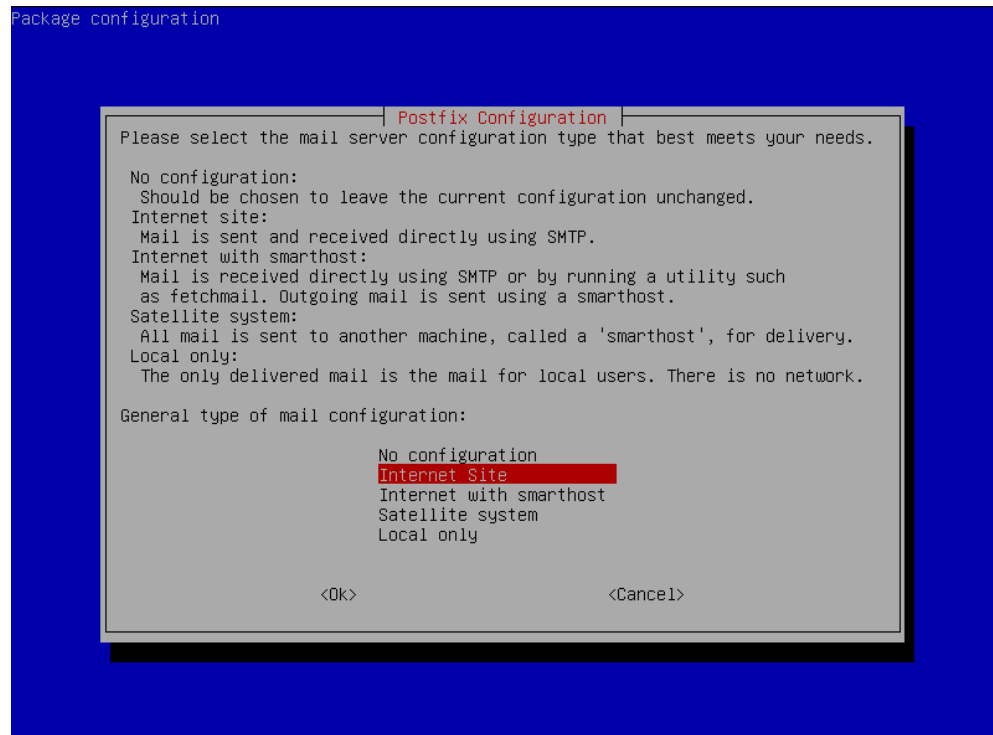 Package configuration
Postfix Configuration
Please select the mail server configuration type that best meets your needs.
No configuration:
Should be chosen to leave the current configuration unchanged.
Internet site:
Mail is sent and received directly using SMTP.
Internet with smarthost:
Mail is received directly using SMTP or by running a utility such
as fetchmail. Outgoing mail is sent using a smarthost.
Satellite system:
All mail is sent to another machine, called a 'smarthost', for delivery.
Local only:
The only delivered mail is the mail for local users. There is no network.
General type of mail configuration:
No configuration
Internet Site
Internet with smarthost
Satellite system
Local only
<Ok> <Cancel>